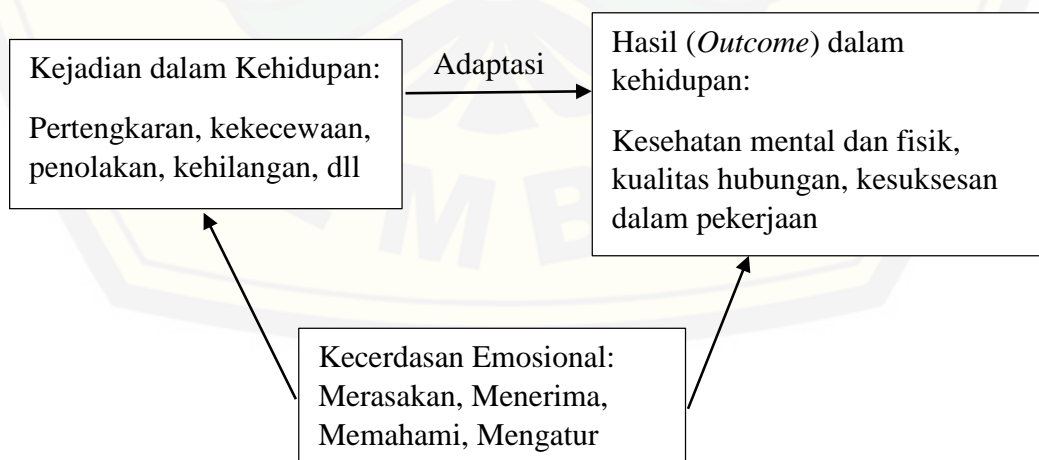 Kejadian dalam Kehidupan:
Pertengkaran, kekecewaan,
penolakan, kehilangan, dll
Adaptasi
Hasil (Outcome) dalam
kehidupan:
Kesehatan mental dan fisik,
kualitas hubungan, kesuksesan
dalam pekerjaan
Kecerdasan Emosional:
Merasakan, Menerima,
Memahami, Mengatur